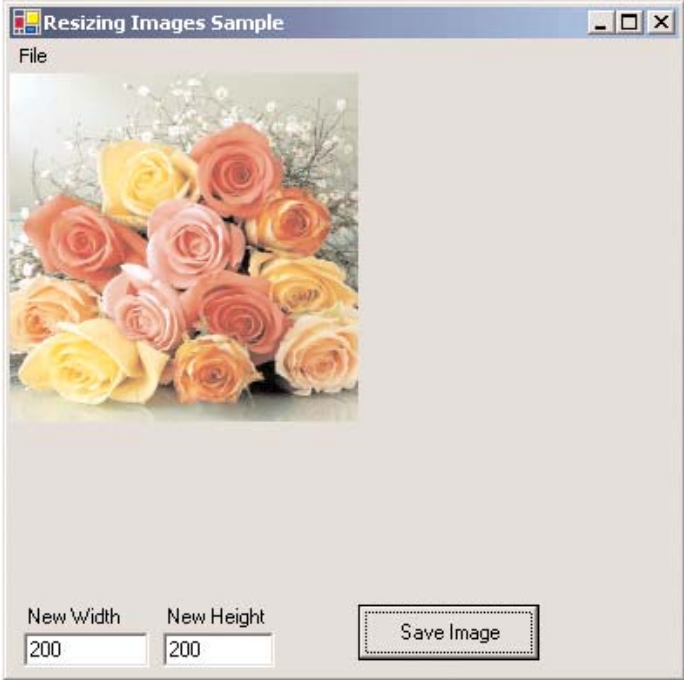 Resizing Images Sample
File
New Width New Height
200 200
Save Image